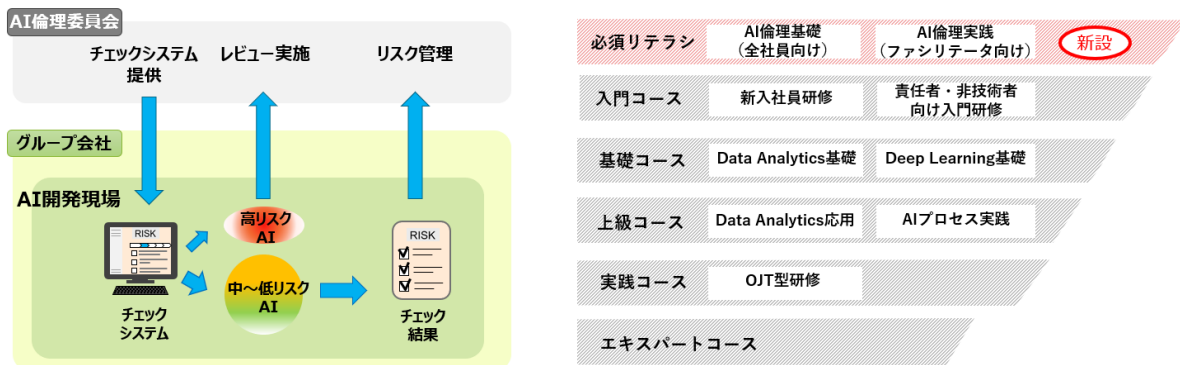 AI倫理委員会
チェックシステム
提供
レビュー実施
リスク管理
グループ会社
AI開発現場
RISK
チェック
システム
高リスク
AI
中～低リスク
AI
RISK
チェック
結果
必須リテラシ
AI倫理基礎
（全社員向け）
AI倫理実践
（ファシリテータ向け）
新設
入門コース
新入社員研修
責任者・非技術者
向け入門研修
基礎コース
Data Analytics基礎
Deep Learning基礎
上級コース
Data Analytics応用
AIプロセス実践
実践コース
OJT型研修
エキスパートコース